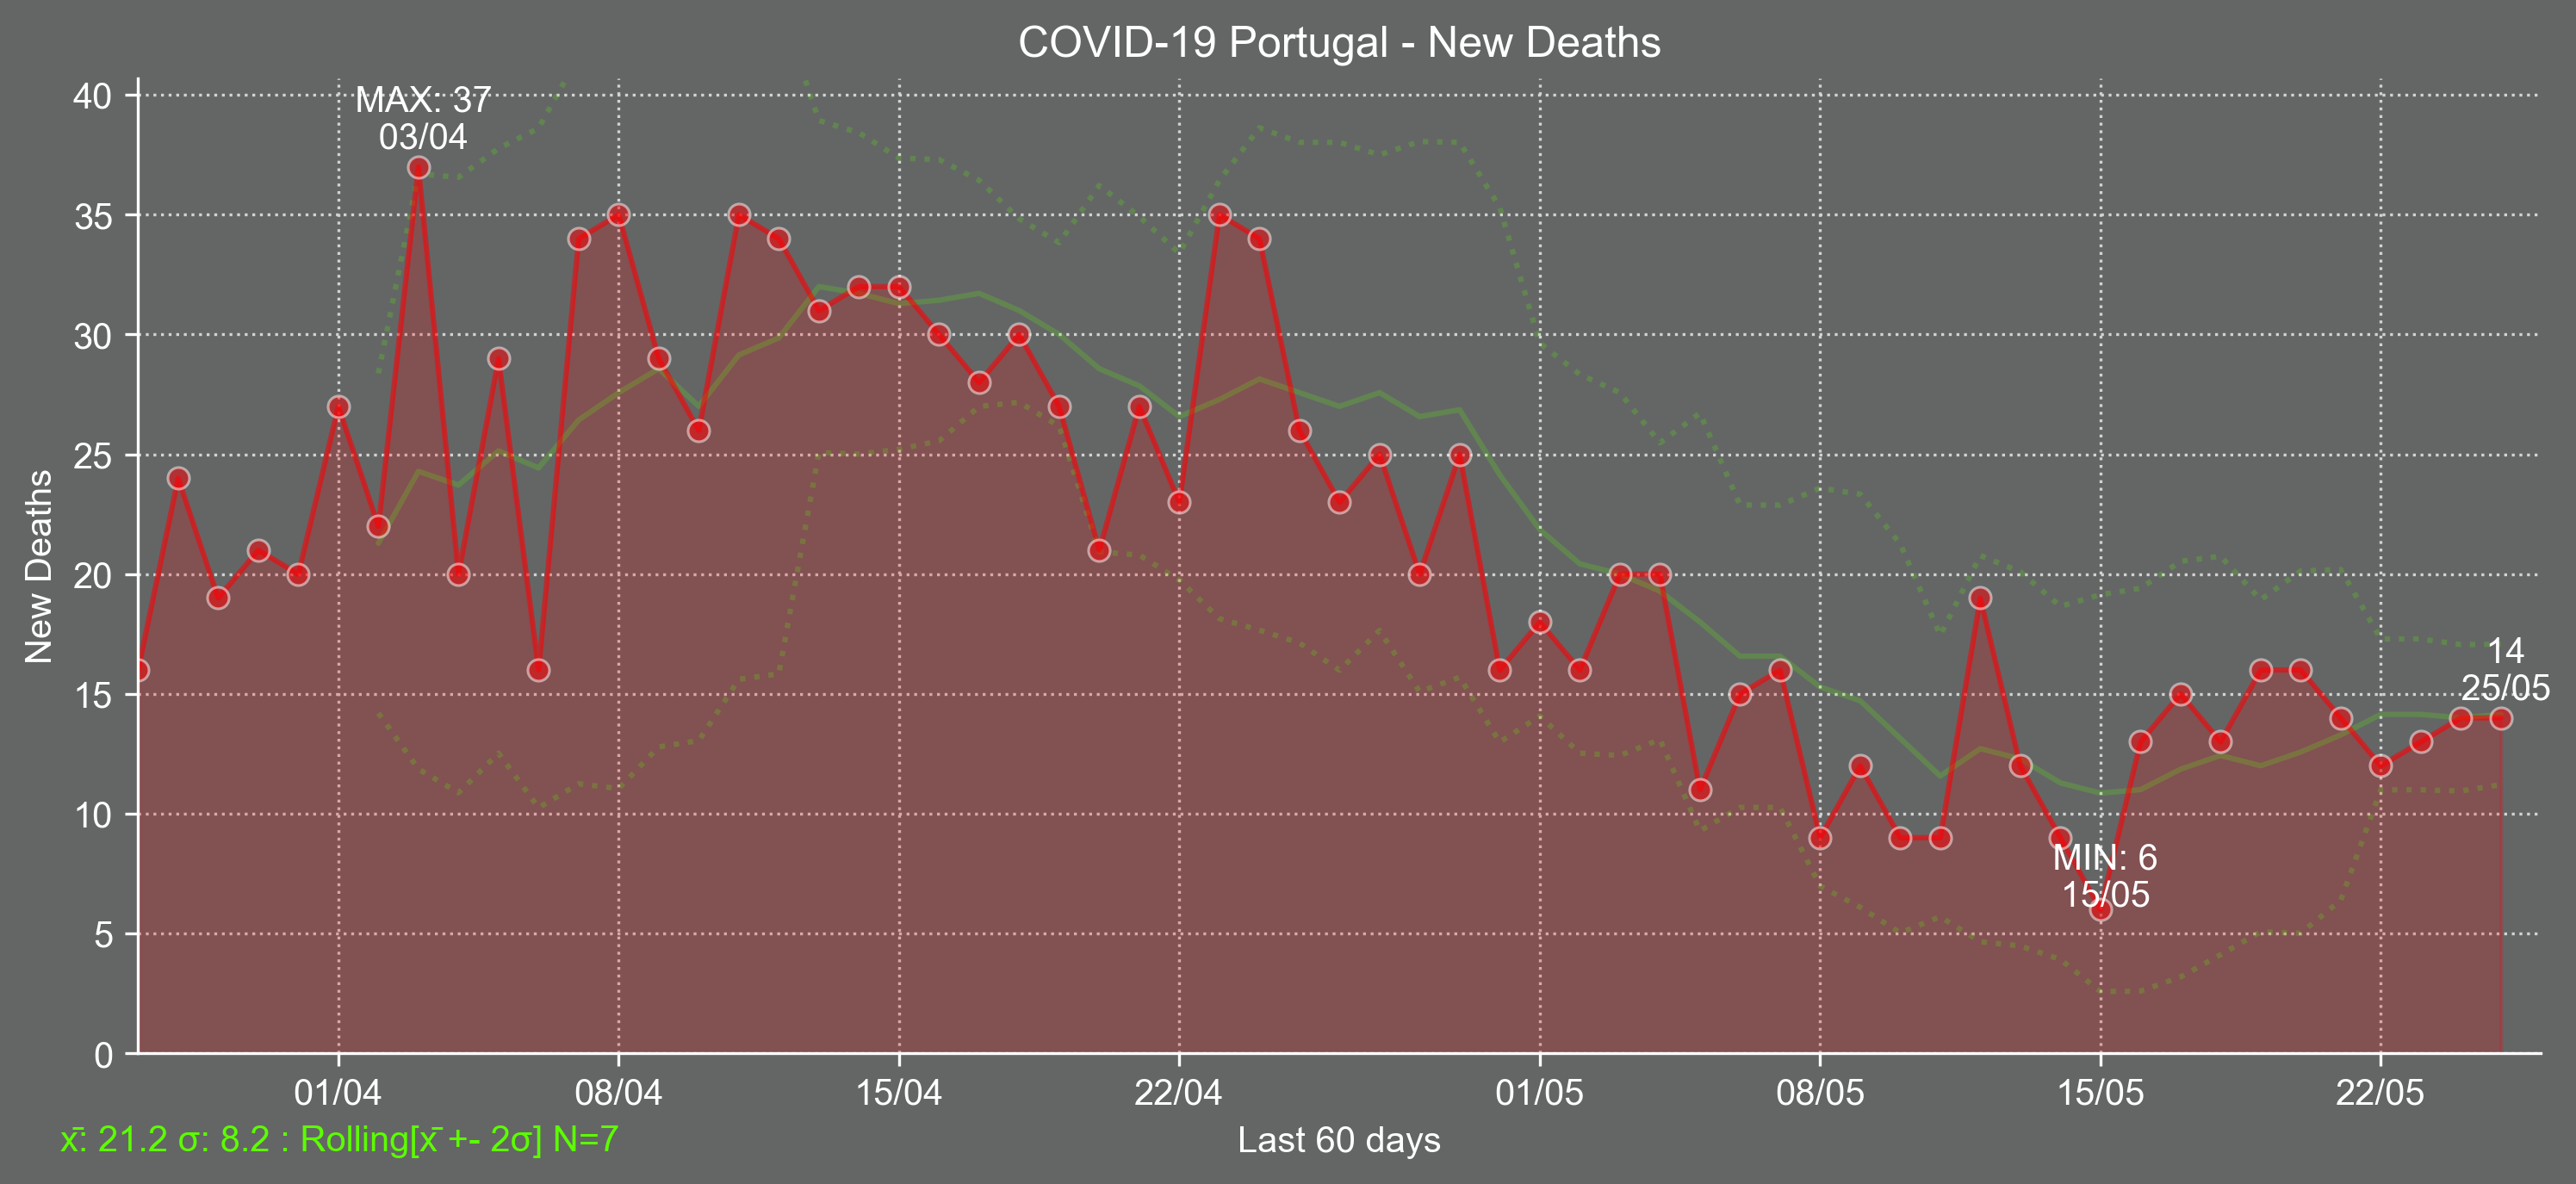 COVID-19 Portugal - New Deaths
40
35
30
25
20
15
10
5
0
New Deaths
MAX: 37
03/04
MIN: 6
15/05
14
25/05
01/04 08/04 15/04 22/04 01/05 08/05 15/05 22/05
x̄: 21.2 σ: 8.2 : Rolling[x̄ +- 2σ] N=7
Last 60 days